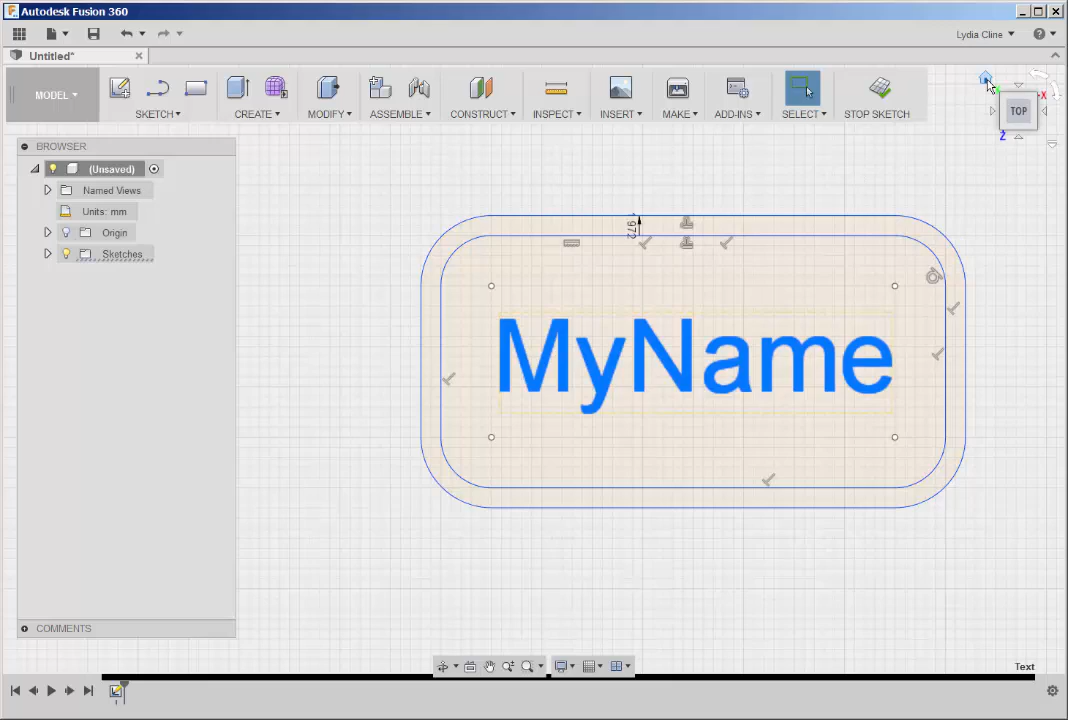 Autodesk Fusion 360
Lydia Cline
Untitled*
MODEL
SKETCH
CREATE
MODIFY
ASSEMBLE
CONSTRUCT
INSPECT
INSERT
MAKE
ADD-INS
SELECT
STOP SKETCH
TOP
X
Z
BROWSER
(Unsaved)
Named Views
Units: mm
Origin
Sketches
MyName
COMMENTS
Text